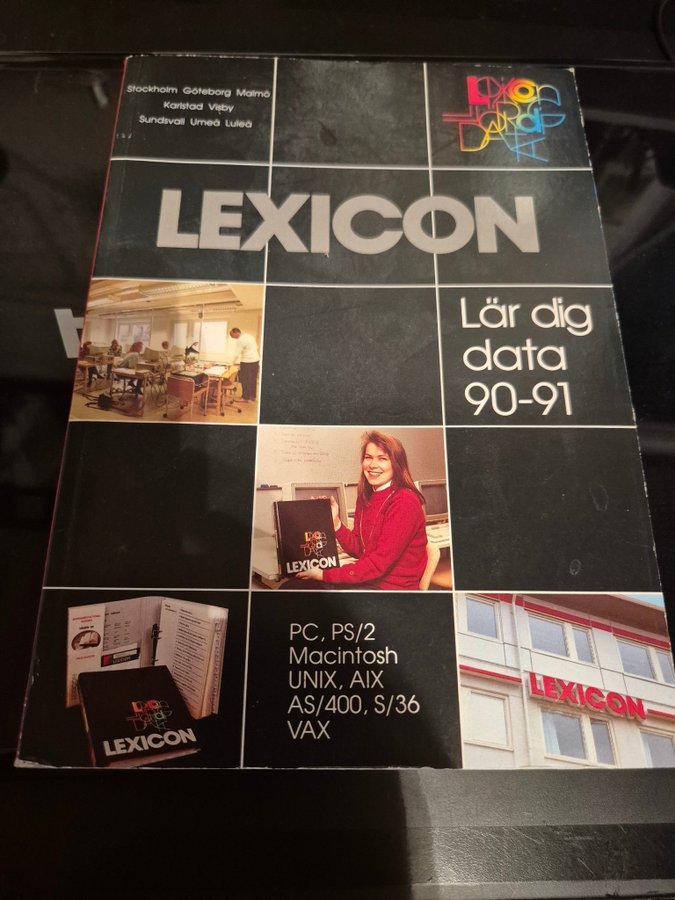 Stockholm Göteborg Malmö
Karlstad Visby
Sundsvall Umeå Luleå
LEXICON
Lär dig
data
90-91
LEXICON
LEXICON
PC, PS/2
Macintosh
UNIX, AIX
AS/400, S/36
VAX
LEXICON